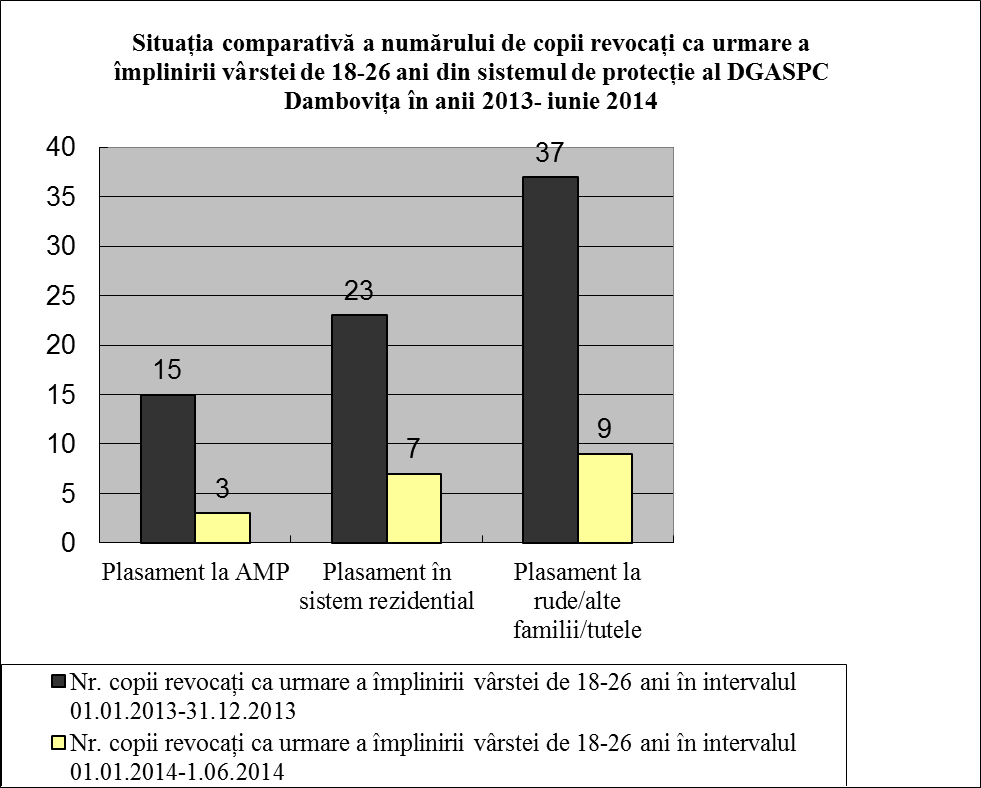 Situația comparativă a numărului de copii revocați ca urmare a
împlinirii vârstei de 18-26 ani din sistemul de protecție al DGASPC
Dambovița în anii 2013- iunie 2014
40
35
30
25
20
15
10
5
0
15
3
23
7
37
9
Plasament la AMP
Plasament în
sistem rezidential
Plasament la
rude/alte
familii/tutele
Nr. copii revocați ca urmare a împlinirii vârstei de 18-26 ani în intervalul
01.01.2013-31.12.2013
Nr. copii revocați ca urmare a împlinirii vârstei de 18-26 ani în intervalul
01.01.2014-1.06.2014